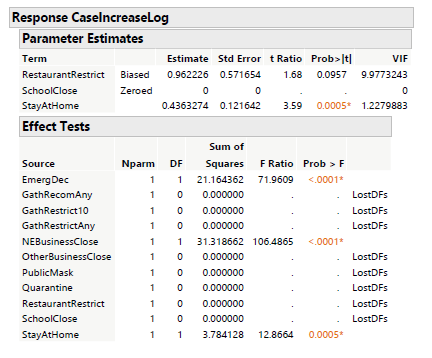 Response CaseIncreaseLog
Parameter Estimates
Term Estimate Std Error t Ratio Prob>|t| VIF
RestaurantRestrict Biased 0.962226 0.571654 1.68 0.0957 9.9773243
SchoolClose Zeroed 0 0 . . 0
StayAtHome 0.4363274 0.121642 3.59 0.0005* 1.2279883
Effect Tests
Sum of
Source Nparm DF Squares F Ratio Prob > F
EmergDec 1 1 21.164362 71.9609 <.0001*
GathRecomAny 1 0 0.000000 . . LostDFs
GathRestrict10 1 0 0.000000 . . LostDFs
GathRestrictAny 1 0 0.000000 . . LostDFs
NEBusinessClose 1 1 31.318662 106.4865 <.0001*
OtherBusinessClose 1 0 0.000000 . . LostDFs
PublicMask 1 0 0.000000 . . LostDFs
Quarantine 1 0 0.000000 . . LostDFs
RestaurantRestrict 1 0 0.000000 . . LostDFs
SchoolClose 1 0 0.000000 . . LostDFs
StayAtHome 1 1 3.784128 12.8664 0.0005*